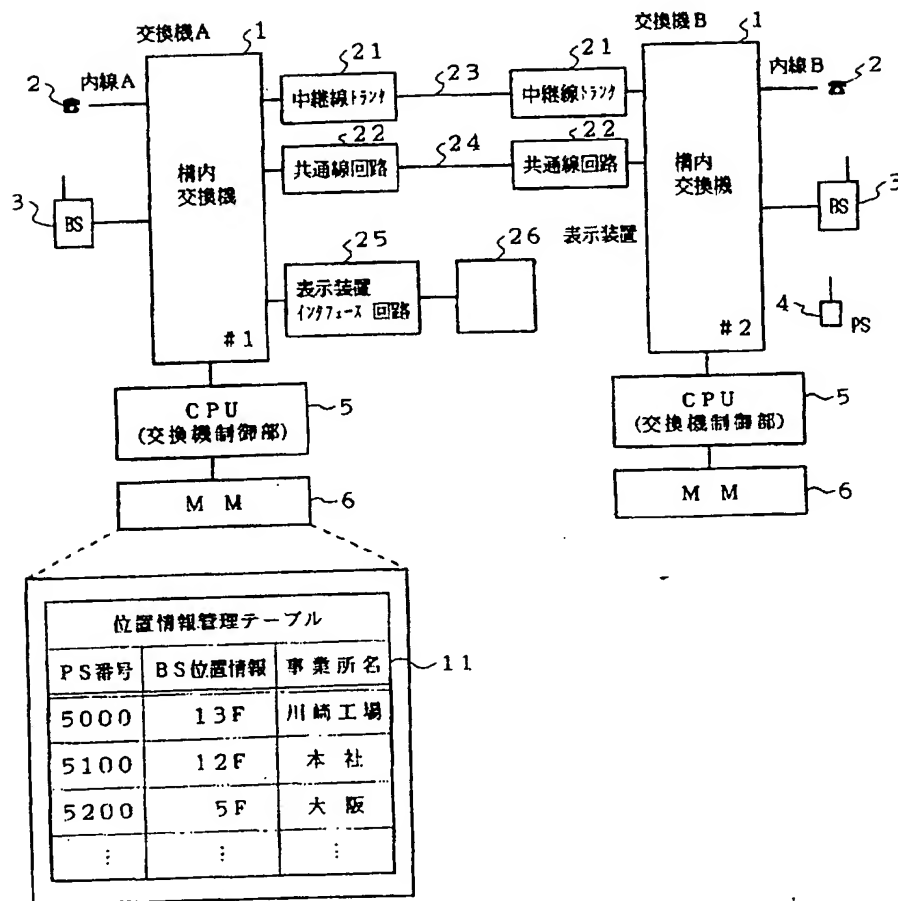 交換機A
1
交換機B
1
2
内線A
21
23
21
内線B
2
中継線トランク
中継線トランク
22
24
22
構内
交換機
共通線回路
共通線回路
構内
交換機
3
BS
BS
3
25
26
表示装置
表示装置
インタフェース 回路
4
PS
#1
#2
CPU
(交換機制御部)
5
CPU
(交換機制御部)
5
MM
6
MM
6
位置情報管理テーブル
PS番号 BS位置情報 事業所名
11
5000 13F 川崎工場
5100 12F 本社
5200 5F 大阪
⋮ ⋮ ⋮